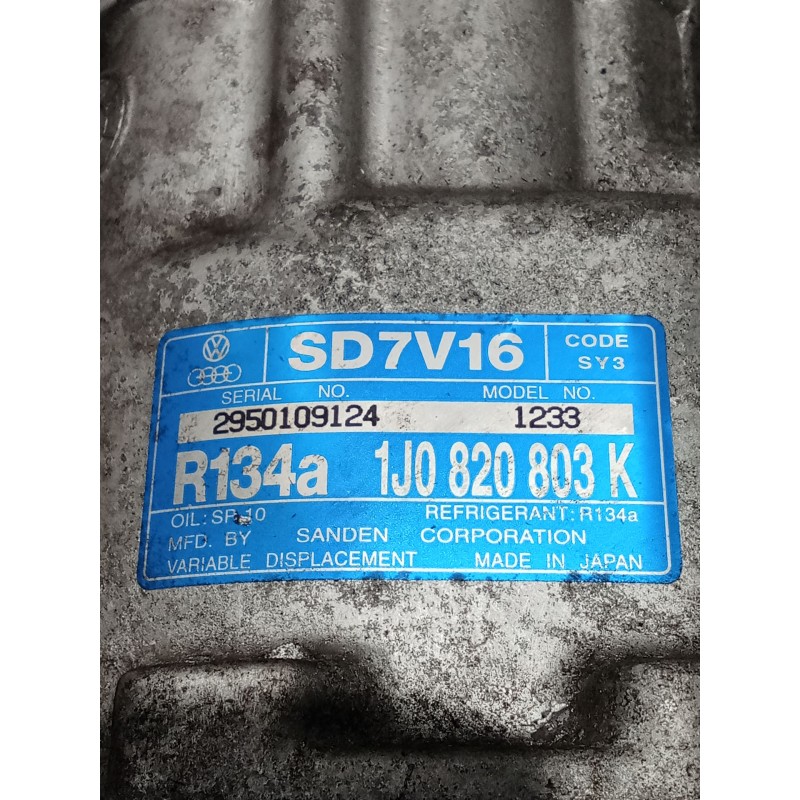 SD7V16
CODE
SY3
SERIAL NO. MODEL NO.
2950109124 1233
R134a 1J0 820 803 K
OIL: SP-10 REFRIGERANT: R134a
MFD. BY SANDEN CORPORATION
VARIABLE DISPLACEMENT MADE IN JAPAN